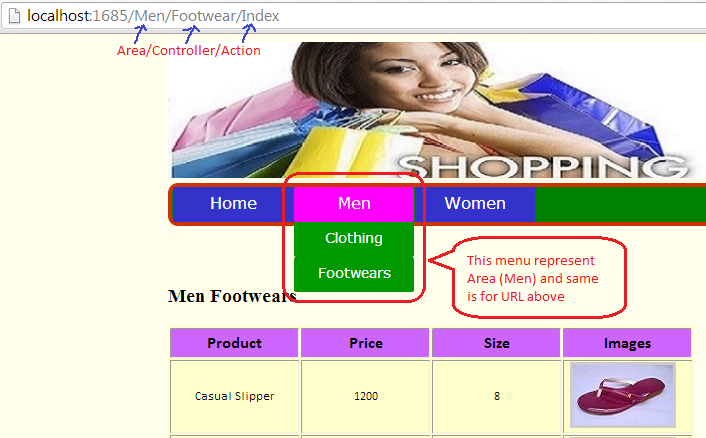 localhost:1685/Men/Footwear/Index
Area/Controller/Action
SHOPPING
Home Men Women
Clothing
Footwears
This menu represent
Area (Men) and same
is for URL above
Men Footwears
Product Price Size Images
Casual Slipper 1200 8